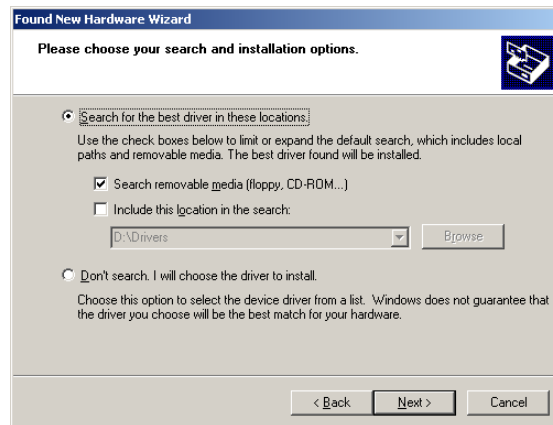 Found New Hardware Wizard
Please choose your search and installation options.
Search for the best driver in these locations.
Use the check boxes below to limit or expand the default search, which includes local
paths and removable media. The best driver found will be installed.
Search removable media (floppy, CD-ROM...)
Include this location in the search:
D:\Drivers
Browse
Don't search. I will choose the driver to install.
Choose this option to select the device driver from a list. Windows does not guarantee that
the driver you choose will be the best match for your hardware.
< Back Next > Cancel